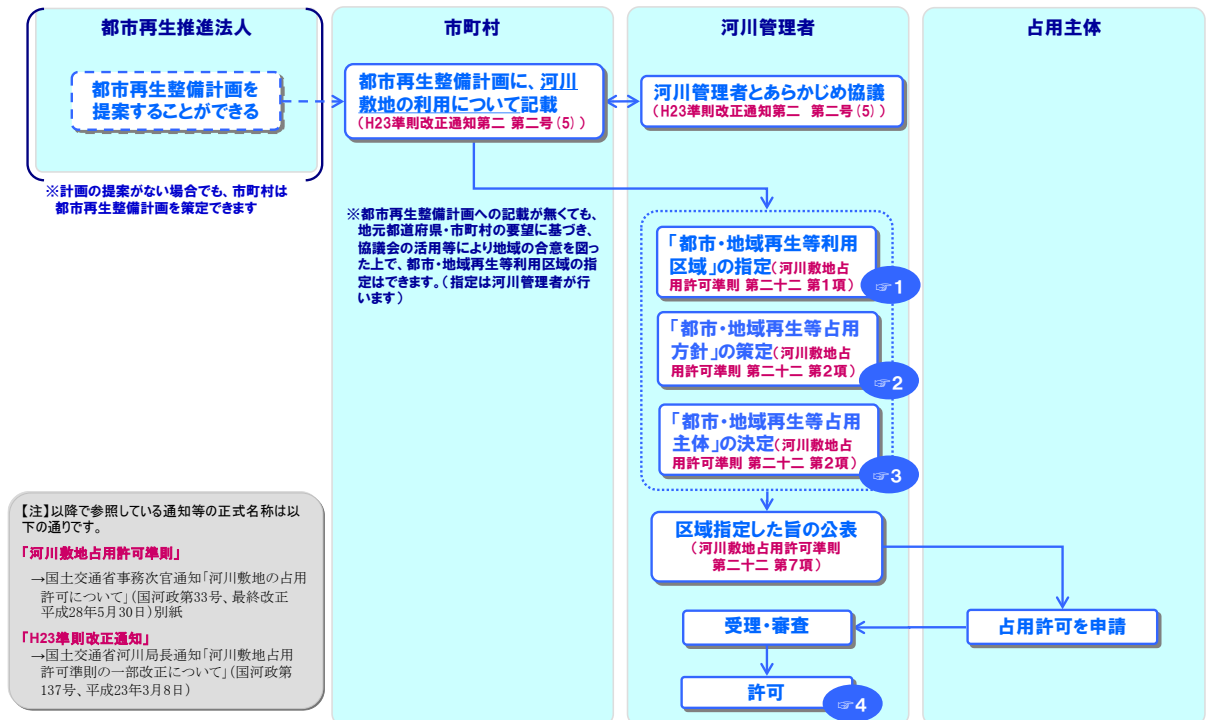 都市再生推進法人
都市再生整備計画を
提案することができる
※計画の提案がない場合でも、市町村は
都市再生整備計画を策定できます
市町村
都市再生整備計画に、河川
敷地の利用について記載
（H23準則改正通知第二 第二号(5)）
※都市再生整備計画への記載が無くても、
地元都道府県・市町村の要望に基づき、
協議会の活用等により地域の合意を図っ
た上で、都市・地域再生等利用区域の指
定はできます。（指定は河川管理者が行
います）
河川管理者
河川管理者とあらかじめ協議
（H23準則改正通知第二 第二号(5)）
「都市・地域再生等利用
区域」の指定（河川敷地占
用許可準則 第二十二 第1項）
☞1
「都市・地域再生等占用
方針」の策定（河川敷地占
用許可準則 第二十二 第2項）
☞2
「都市・地域再生等占用
主体」の決定（河川敷地占
用許可準則 第二十二 第2項）
☞3
区域指定した旨の公表
（河川敷地占用許可準則
第二十二 第7項）
受理・審査
許可
☞4
占用主体
占用許可を申請
【注】以降で参照している通知等の正式名称は以
下の通りです。
「河川敷地占用許可準則」
→国土交通省事務次官通知「河川敷地の占用
許可について」（国河政第33号、最終改正
平成28年5月30日）別紙
「H23準則改正通知」
→国土交通省河川局長通知「河川敷地占用
許可準則の一部改正について」（国河政第
137号、平成23年3月8日）